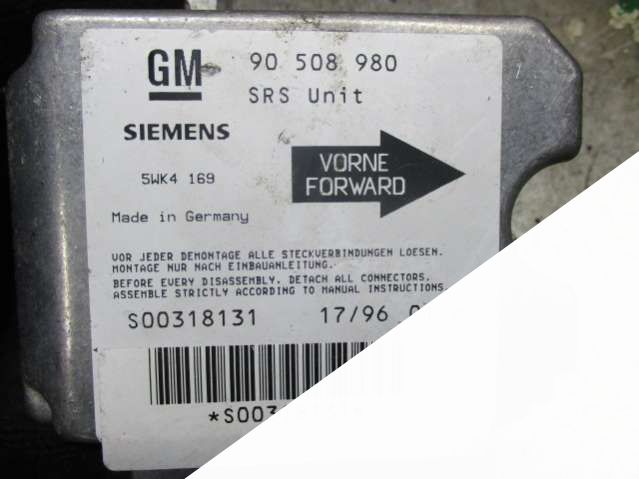 GM 90 508 980
SRS Unit
SIEMENS
5WK4 169
VORNE
FORWARD
Made in Germany
VOR JEDER DEMONTAGE ALLE STECKVERBINDUNGEN LOESEN.
MONTAGE NUR NACH EINBAUANLEITUNG.
BEFORE EVERY DISASSEMBLY, DETACH ALL CONNECTORS.
ASSEMBLE STRICTLY ACCORDING TO MANUAL INSTRUCTIONS
S00318131 17/96